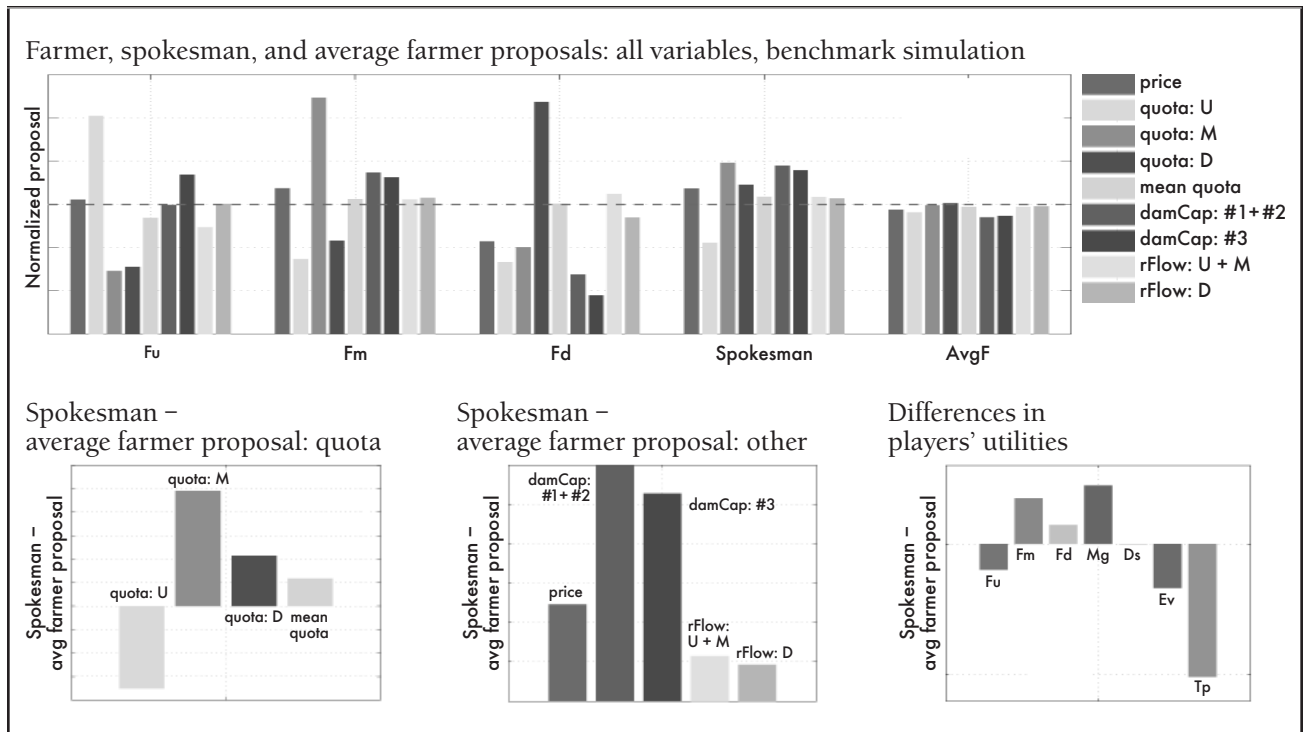 Farmer, spokesman, and average farmer proposals: all variables, benchmark simulation
Normalized proposal
price
quota: U
quota: M
quota: D
mean quota
damCap: #1+#2
damCap: #3
rFlow: U + M
rFlow: D
Fu
Fm
Fd
Spokesman
AvgF
Spokesman –
average farmer proposal: quota
Spokesman –
avg farmer proposal
quota: U
quota: M
quota: D
mean
quota
Spokesman –
average farmer proposal: other
Spokesman –
avg farmer proposal
price
damCap:
#1+#2
damCap: #3
rFlow:
U + M
rFlow: D
Differences in
players’ utilities
Spokesman –
avg farmer proposal
Fu
Fm
Fd
Mg
Ds
Ev
Tp